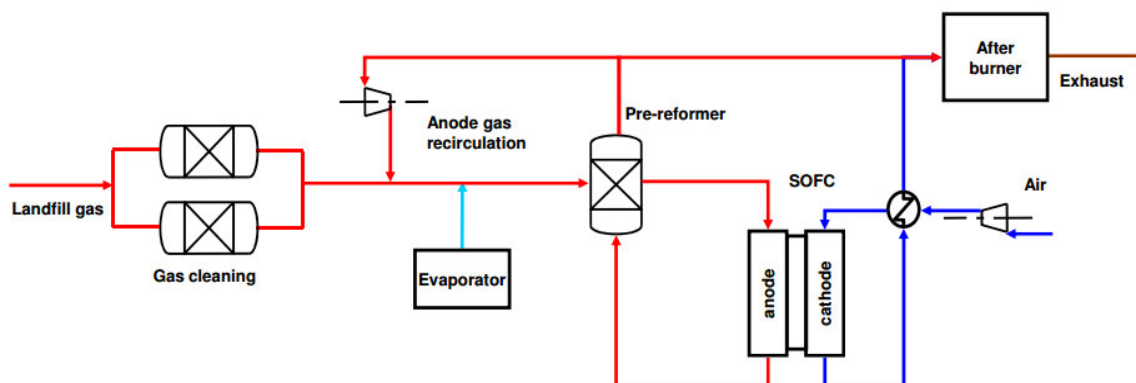 After
burner
Exhaust
Pre-reformer
Anode gas
recirculation
SOFC
Air
Landfill gas
Gas cleaning
Evaporator
anode
cathode